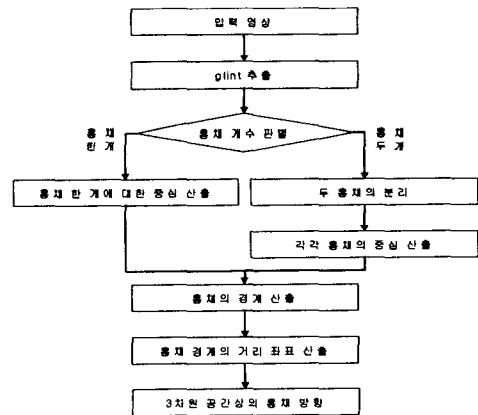 입력 영상
glint 추출
홍채 개수 판별
홍채
한개
홍채
두개
홍채 한 개에 대한 중심 산출
두 홍채의 분리
각각 홍채의 중심 산출
홍채의 경계 산출
홍채 경계의 거리 좌표 산출
3차원 공간상의 홍채 방향